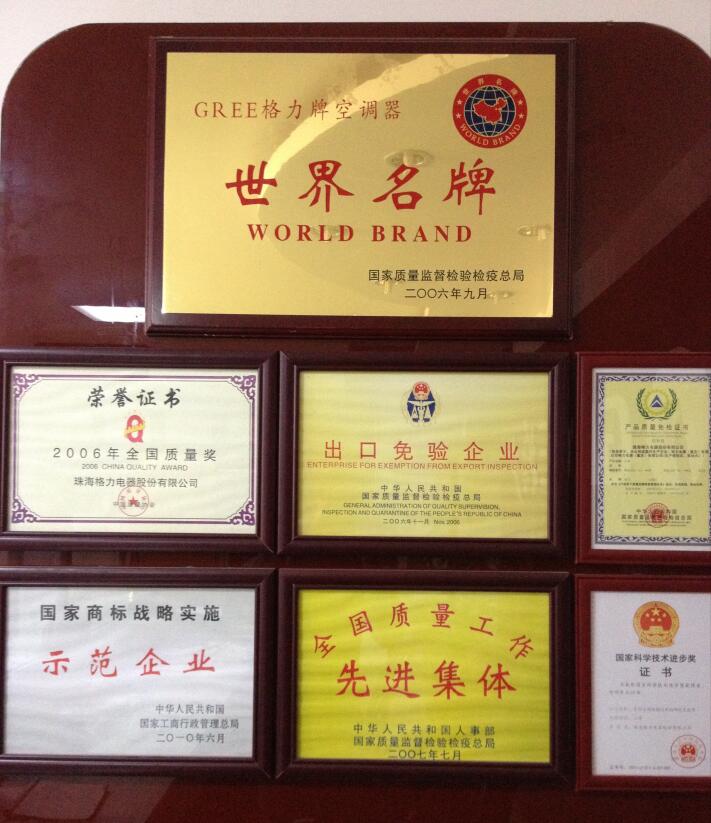 GREE格力牌空调器
世界名牌
WORLD BRAND
世界名牌
WORLD BRAND
国家质量监督检验检疫总局
二〇〇六年九月
荣誉证书
2006年全国质量奖
2006 CHINA QUALITY AWARD
珠海格力电器股份有限公司
出口免验企业
ENTERPRISE FOR EXEMPTION FROM EXPORT INSPECTION
中华人民共和国
国家质量监督检验检疫总局
GENERAL ADMINISTRATION OF QUALITY SUPERVISION,
INSPECTION AND QUARANTINE OF THE PEOPLE'S REPUBLIC OF CHINA
二〇〇六年十一月 Nov. 2006
产品质量免检证书
国家商标战略实施
示范企业
中华人民共和国
国家工商行政管理总局
二〇一〇年六月
全国质量工作
先进集体
中华人民共和国人事部
国家质量监督检验检疫总局
二〇〇七年七月
国家科学技术进步奖
证书